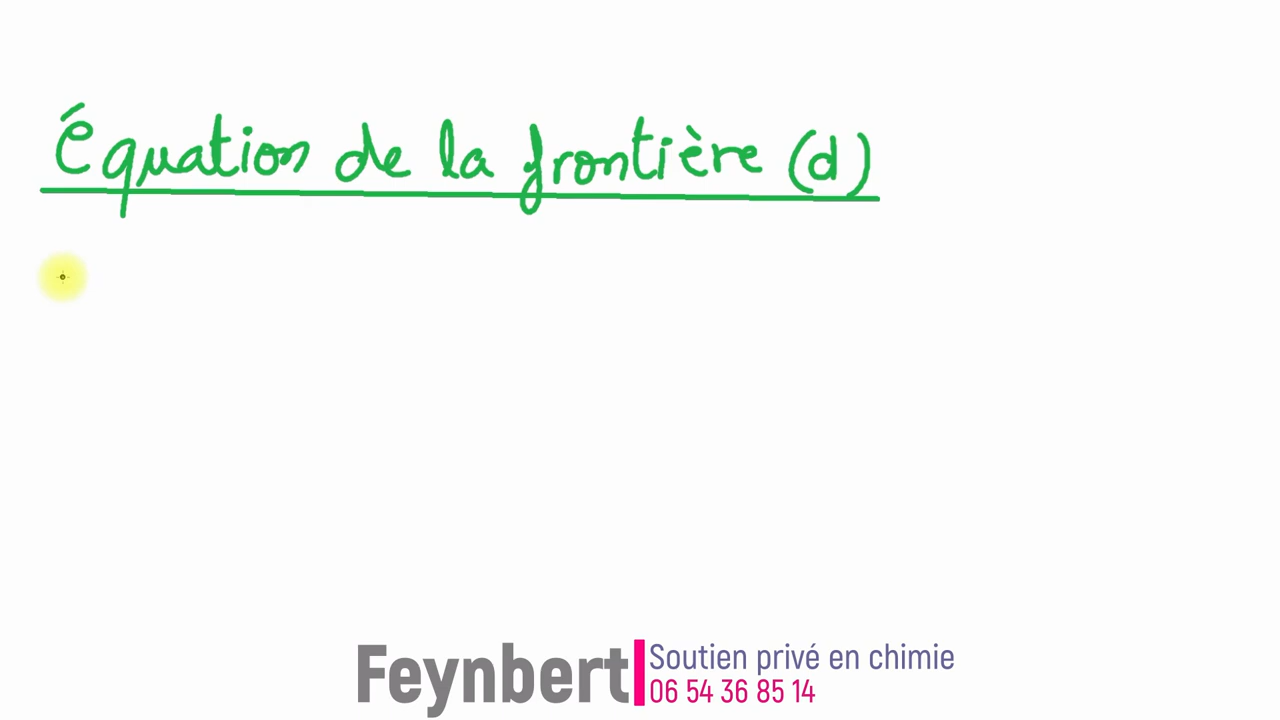 Équation de la frontière (d)
Feynbert
Soutien privé en chimie
06 54 36 85 14